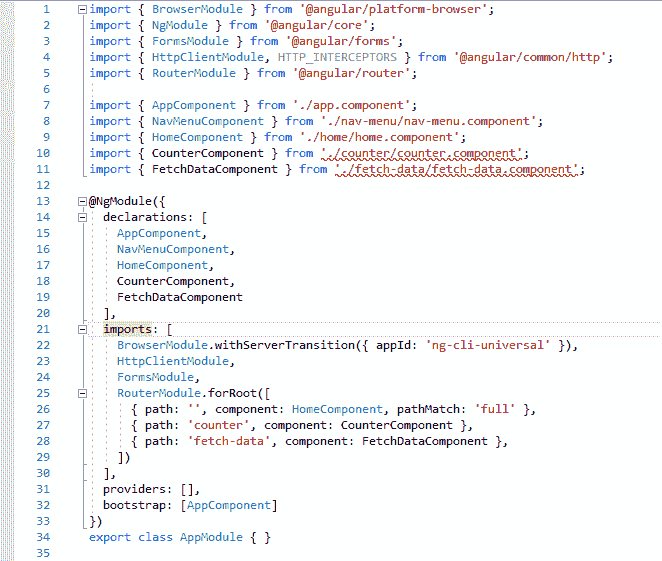 1 import { BrowserModule } from '@angular/platform-browser';
2 import { NgModule } from '@angular/core';
3 import { FormsModule } from '@angular/forms';
4 import { HttpClientModule, HTTP_INTERCEPTORS } from '@angular/common/http';
5 import { RouterModule } from '@angular/router';
6
7 import { AppComponent } from './app.component';
8 import { NavMenuComponent } from './nav-menu/nav-menu.component';
9 import { HomeComponent } from './home/home.component';
10 import { CounterComponent } from './counter/counter.component';
11 import { FetchDataComponent } from './fetch-data/fetch-data.component';
12
13 @NgModule({
14   declarations: [
15     AppComponent,
16     NavMenuComponent,
17     HomeComponent,
18     CounterComponent,
19     FetchDataComponent
20   ],
21   imports: [
22     BrowserModule.withServerTransition({ appId: 'ng-cli-universal' }),
23     HttpClientModule,
24     FormsModule,
25     RouterModule.forRoot([
26       { path: '', component: HomeComponent, pathMatch: 'full' },
27       { path: 'counter', component: CounterComponent },
28       { path: 'fetch-data', component: FetchDataComponent },
29     ])
30   ],
31   providers: [],
32   bootstrap: [AppComponent]
33 })
34 export class AppModule { }
35